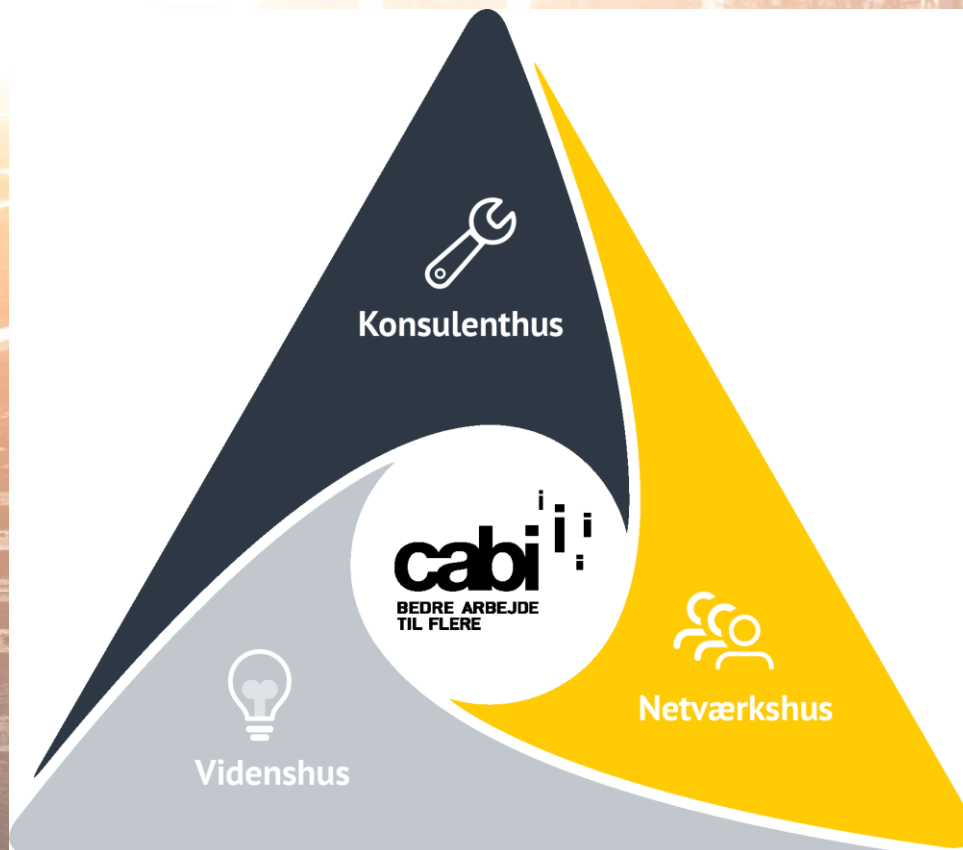 Konsulenthus
cabi
BEDRE ARBEJDE
TIL FLERE
Netværkshus
Videnshus